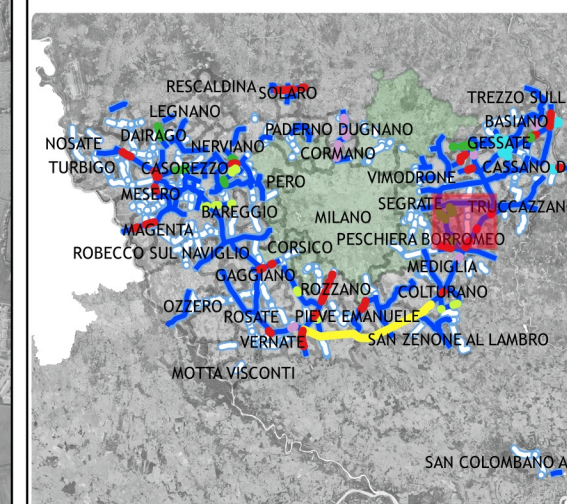 RESCALDINA
SOLARO
TREZZO SULL
LEGNANO
BASIANO
DAIRAGO
PADERNO DUGNANO
NOSATE
NERVIANO
GESSATE
CORMANO
TURBIGO
CASOREZZO
CASSANO D
PERO
VIMODRONE
MESERO
SEGRATE
TRUCCAZZAN
BAREGGIO
MILANO
MAGENTA
PESCHIERA BORROMEO
ROBECCO SUL NAVIGLIO
CORSICO
MEDIGLIA
GAGGIANO
ROZZANO
COLTURANO
OZZERO
ROSATE
PIEVE EMANUELE
VERNATE
SAN ZENONE AL LAMBRO
MOTTA VISCONTI
SAN COLOMBANO A